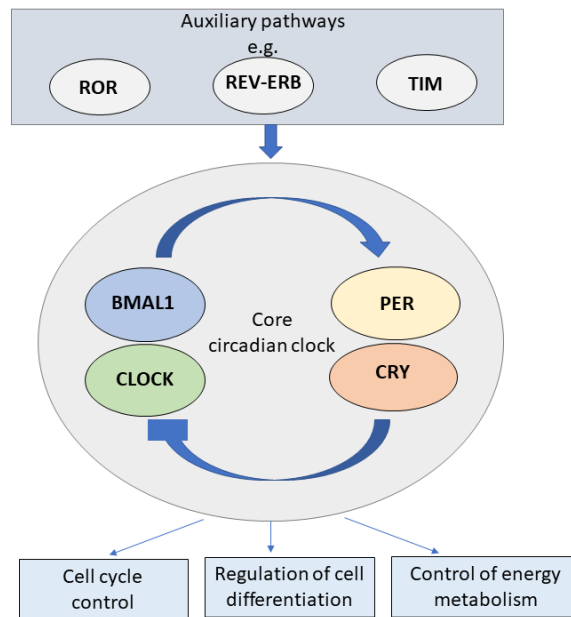 Auxiliary pathways
e.g.
ROR
REV-ERB
TIM
BMAL1
PER
Core
circadian clock
CLOCK
CRY
Cell cycle
control
Regulation of cell
differentiation
Control of energy
metabolism